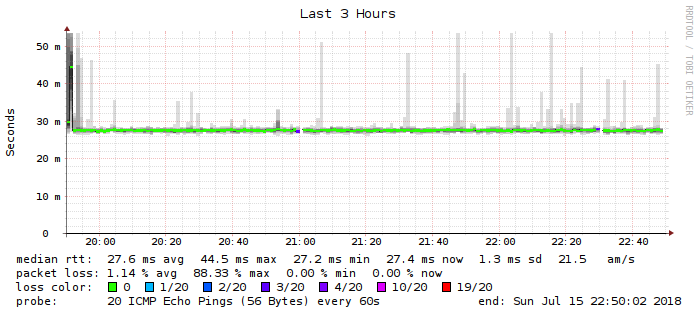 Last 3 Hours
RRDTOOL / TOBI OETIKER
Seconds
50 m
40 m
30 m
20 m
10 m
0
20:00 20:20 20:40 21:00 21:20 21:40 22:00 22:20 22:40
median rtt: 27.6 ms avg 44.5 ms max 27.2 ms min 27.4 ms now 1.3 ms sd 21.5 am/s
packet loss: 1.14 % avg 88.33 % max 0.00 % min 0.00 % now
loss color: 0 1/20 2/20 3/20 4/20 10/20 19/20
probe: 20 ICMP Echo Pings (56 Bytes) every 60s end: Sun Jul 15 22:50:02 2018